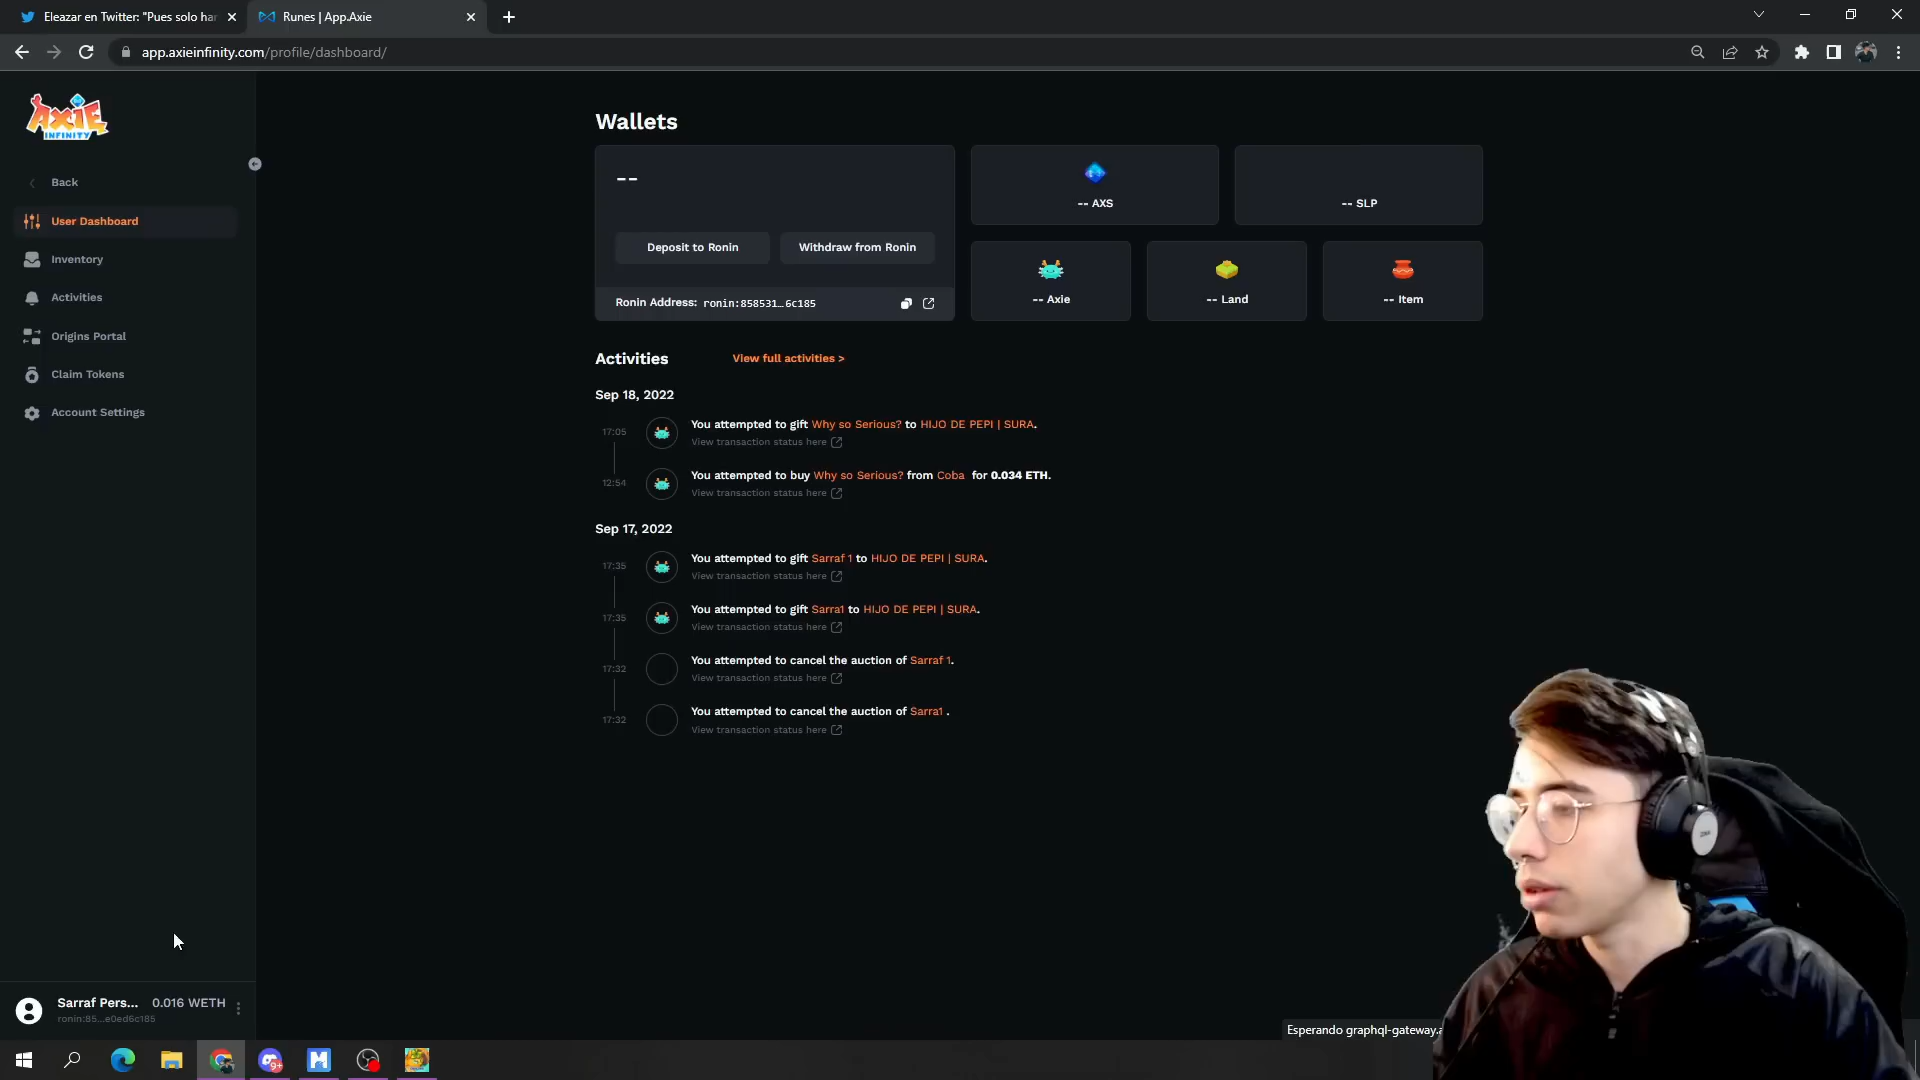 Eleazar en Twitter: "Pues solo har
Runes | App.Axie
app.axieinfinity.com/profile/dashboard/
AXIE
INFINITY
Back
User Dashboard
Inventory
Activities
Origins Portal
Claim Tokens
Account Settings
Wallets
--
Deposit to Ronin
Withdraw from Ronin
Ronin Address: ronin:858531…6c185
-- AXS
-- SLP
-- Axie
-- Land
-- Item
Activities
View full activities >
Sep 18, 2022
17:05
You attempted to gift Why so Serious? to HIJO DE PEPI | SURA.
View transaction status here
12:54
You attempted to buy Why so Serious? from Coba for 0.034 ETH.
View transaction status here
Sep 17, 2022
17:35
You attempted to gift Sarraf 1 to HIJO DE PEPI | SURA.
View transaction status here
17:35
You attempted to gift Sarra1 to HIJO DE PEPI | SURA.
View transaction status here
17:32
You attempted to cancel the auction of Sarraf 1.
View transaction status here
17:32
You attempted to cancel the auction of Sarra1 .
View transaction status here
Sarraf Pers... 0.016 WETH
ronin:85...e0ed6c185
Esperando graphql-gateway.a
9+